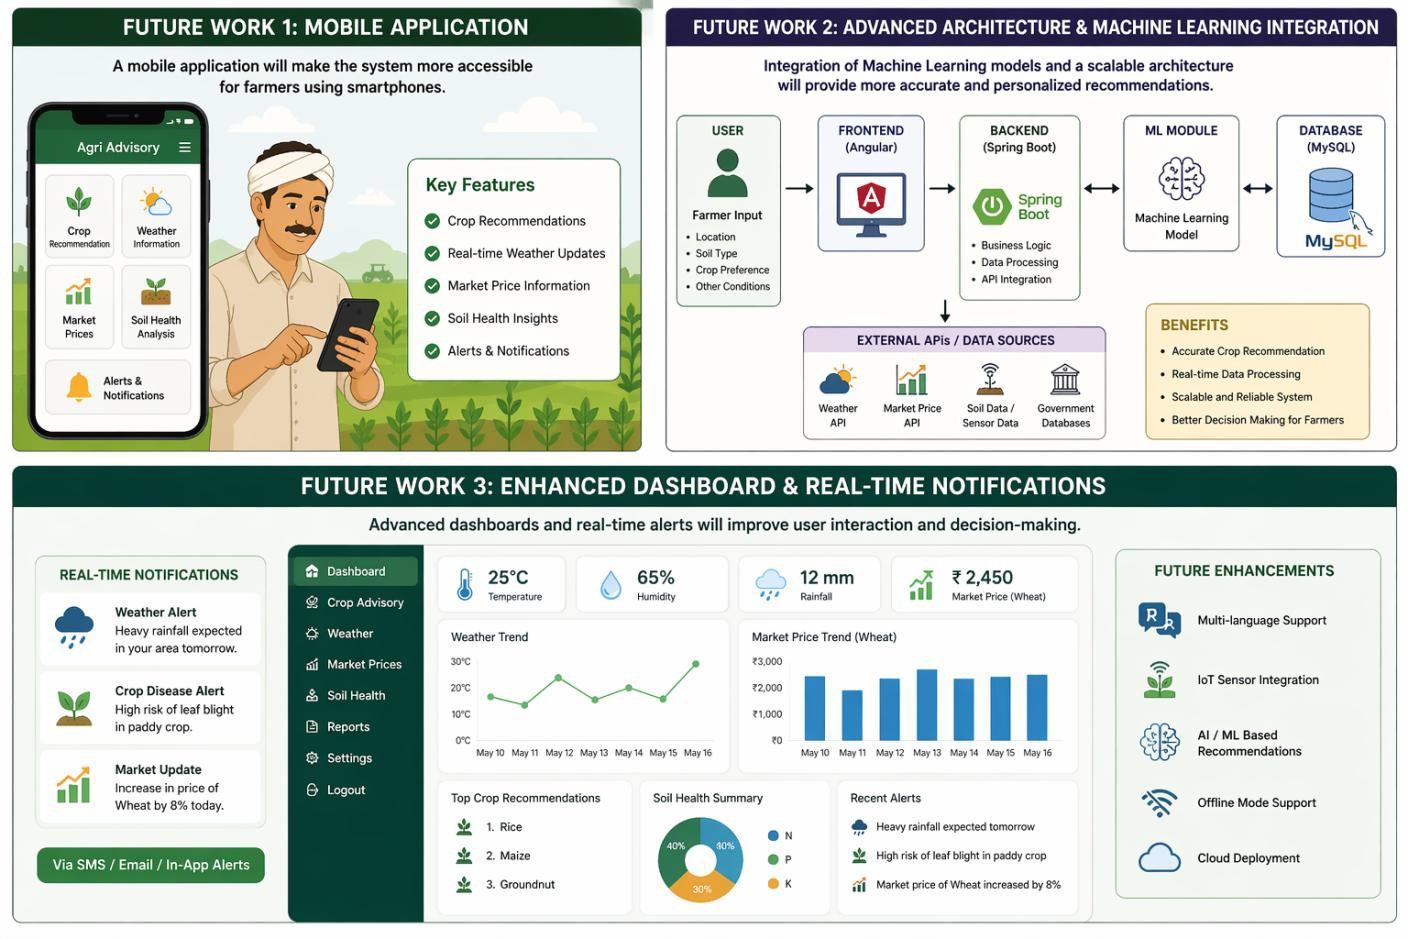 FUTURE WORK 1: MOBILE APPLICATION
A mobile application will make the system more accessible
for farmers using smartphones.
Agri Advisory
Crop
Recommendation
Weather
Information
Market
Prices
Soil Health
Analysis
Alerts &
Notifications
Key Features
Crop Recommendations
Real-time Weather Updates
Market Price Information
Soil Health Insights
Alerts & Notifications
FUTURE WORK 2: ADVANCED ARCHITECTURE & MACHINE LEARNING INTEGRATION
Integration of Machine Learning models and a scalable architecture
will provide more accurate and personalized recommendations.
USER
Farmer Input
• Location
• Soil Type
• Crop Preference
• Other Conditions
FRONTEND
(Angular)
A
BACKEND
(Spring Boot)
Spring
Boot
• Business Logic
• Data Processing
• API Integration
ML MODULE
Machine Learning
Model
DATABASE
(MySQL)
MySQL
EXTERNAL APIs / DATA SOURCES
Weather
API
Market Price
API
Soil Data /
Sensor Data
Government
Databases
BENEFITS
• Accurate Crop Recommendation
• Real-time Data Processing
• Scalable and Reliable System
• Better Decision Making for Farmers
FUTURE WORK 3: ENHANCED DASHBOARD & REAL-TIME NOTIFICATIONS
Advanced dashboards and real-time alerts will improve user interaction and decision-making.
REAL-TIME NOTIFICATIONS
Weather Alert
Heavy rainfall expected
in your area tomorrow.
Crop Disease Alert
High risk of leaf blight
in paddy crop.
Market Update
Increase in price of
Wheat by 8% today.
Via SMS / Email / In-App Alerts
Dashboard
Crop Advisory
Weather
Market Prices
Soil Health
Reports
Settings
Logout
25°C
Temperature
65%
Humidity
12 mm
Rainfall
₹ 2,450
Market Price (Wheat)
Weather Trend
30°C
20°C
10°C
0°C
May 10 May 11 May 12 May 13 May 14 May 15 May 16
Market Price Trend (Wheat)
₹3,000
₹2,000
₹1,000
₹0
May 10 May 11 May 12 May 13 May 14 May 15 May 16
Top Crop Recommendations
1. Rice
2. Maize
3. Groundnut
Soil Health Summary
40%
30%
N
P
K
Recent Alerts
Heavy rainfall expected tomorrow
High risk of leaf blight in paddy crop
Market price of Wheat increased by 8%
FUTURE ENHANCEMENTS
Multi-language Support
IoT Sensor Integration
AI / ML Based
Recommendations
Offline Mode Support
Cloud Deployment